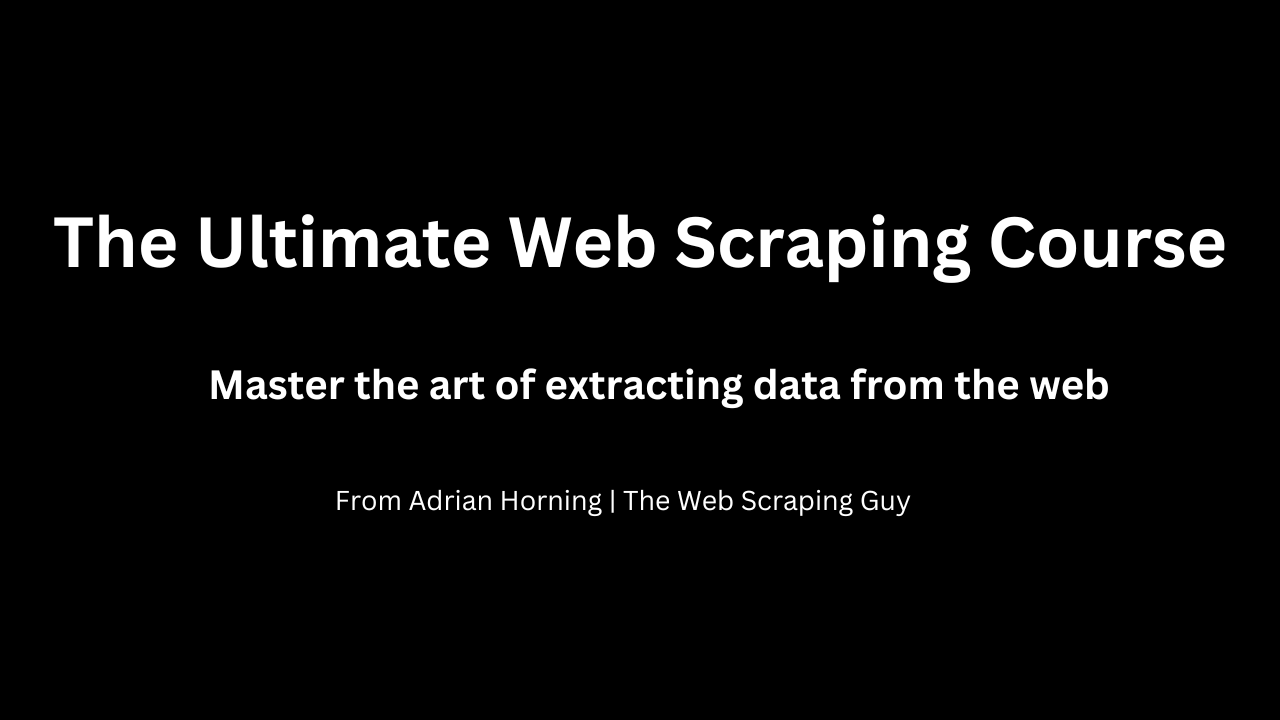 The Ultimate Web Scraping Course
Master the art of extracting data from the web
From Adrian Horning | The Web Scraping Guy